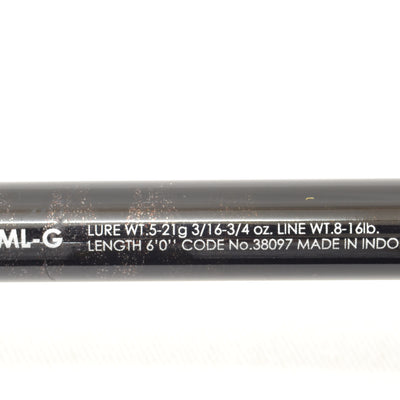 ML-G
LURE WT.5-21g 3/16-3/4 oz. LINE WT.8-16lb.
LENGTH 6'0'' CODE No.38097 MADE IN INDO